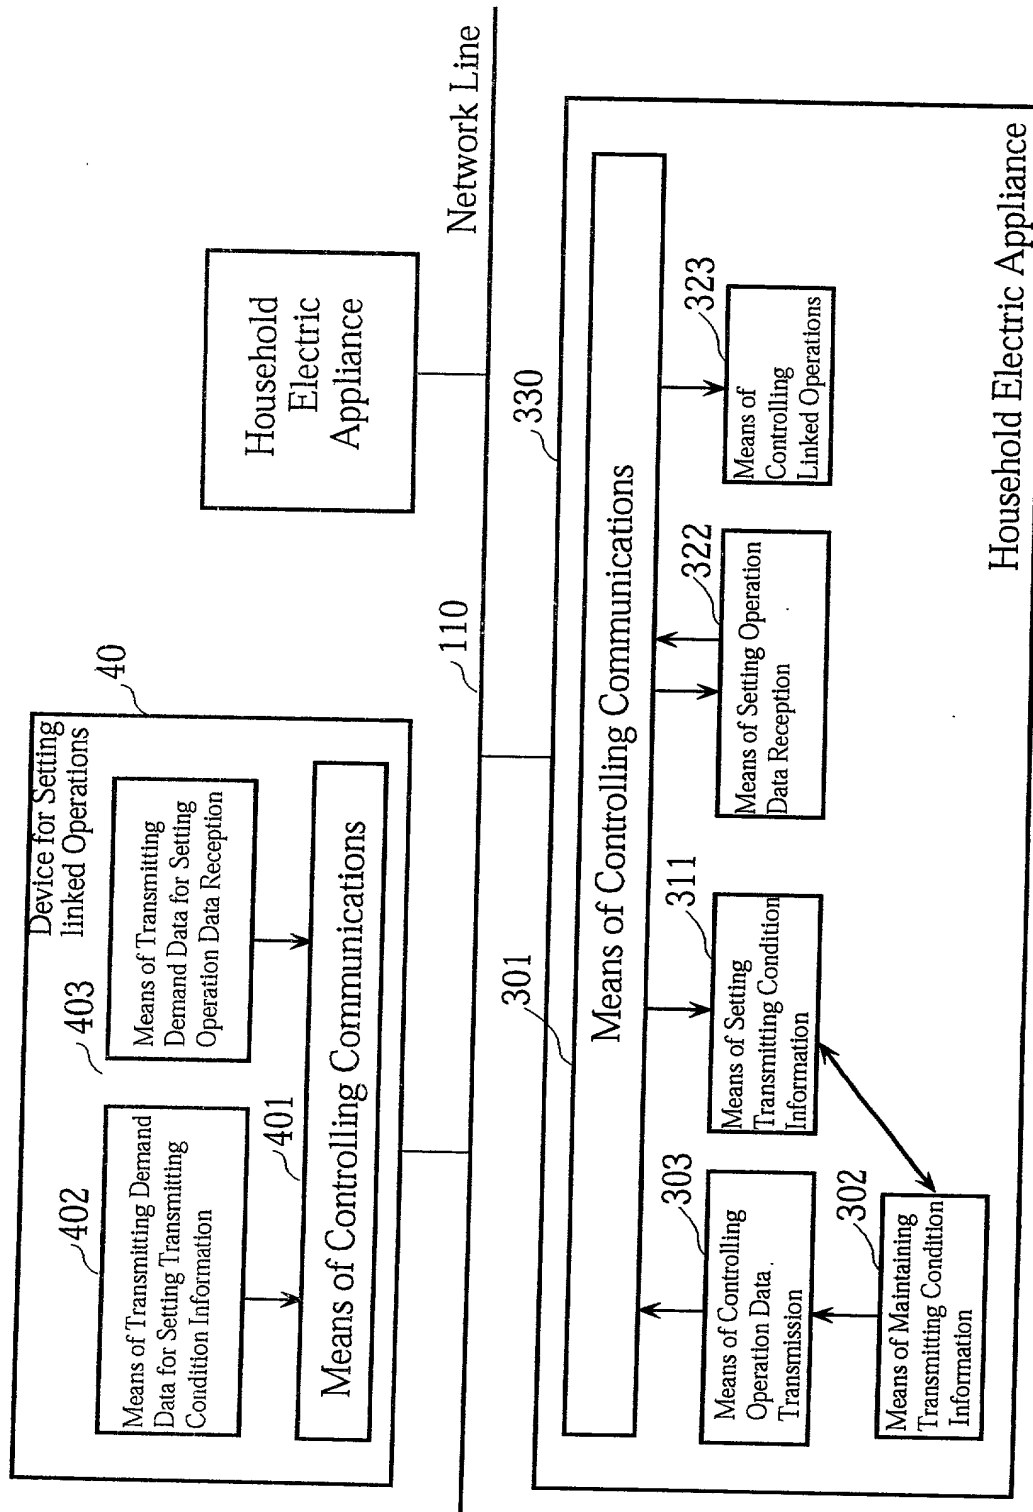 Device for Setting
linked Operations
40
402
Means of Transmitting Demand
Data for Setting Transmitting
Condition Information
403
Means of Transmitting
Demand Data for Setting
Operation Data Reception
401
Means of Controlling Communications
Household
Electric
Appliance
110
Network Line
301
330
Means of Controlling Communications
303
Means of Controlling
Operation Data .
Transmission
311
Means of Setting
Transmitting Condition
Information
322
Means of Setting Operation
Data Reception
323
Means of
Controlling
Linked Operations
302
Means of Maintaining
Transmitting Condition
Information
Household Electric Appliance